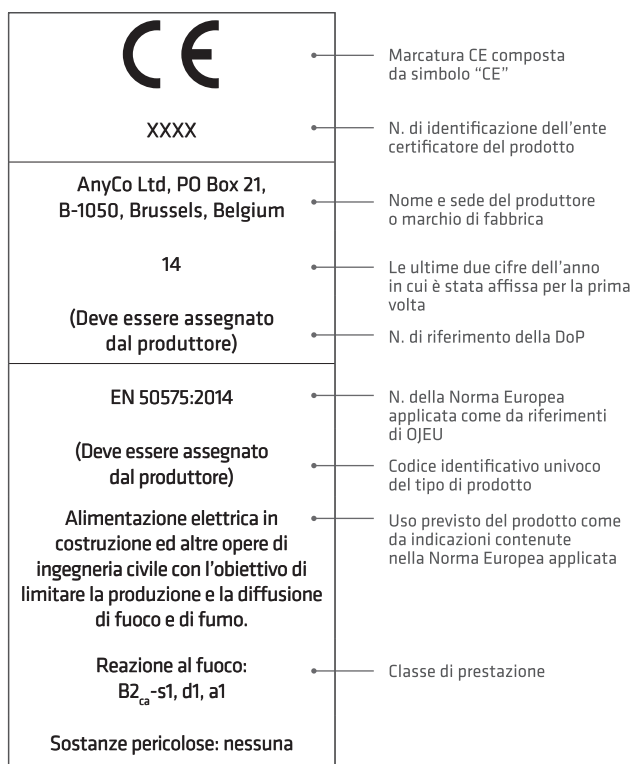 CE
Marcatura CE composta
da simbolo “CE”
XXXX
N. di identificazione dell’ente
certificatore del prodotto
AnyCo Ltd, PO Box 21,
B-1050, Brussels, Belgium
Nome e sede del produttore
o marchio di fabbrica
14
Le ultime due cifre dell’anno
in cui è stata affissa per la prima
volta
(Deve essere assegnato
dal produttore)
N. di riferimento della DoP
EN 50575:2014
N. della Norma Europea
applicata come da riferimenti
di OJEU
(Deve essere assegnato
dal produttore)
Codice identificativo univoco
del tipo di prodotto
Alimentazione elettrica in
costruzione ed altre opere di
ingegneria civile con l’obiettivo di
limitare la produzione e la diffusione
di fuoco e di fumo.
Uso previsto del prodotto come
da indicazioni contenute
nella Norma Europea applicata
Reazione al fuoco:
B2ca-s1, d1, a1
Classe di prestazione
Sostanze pericolose: nessuna